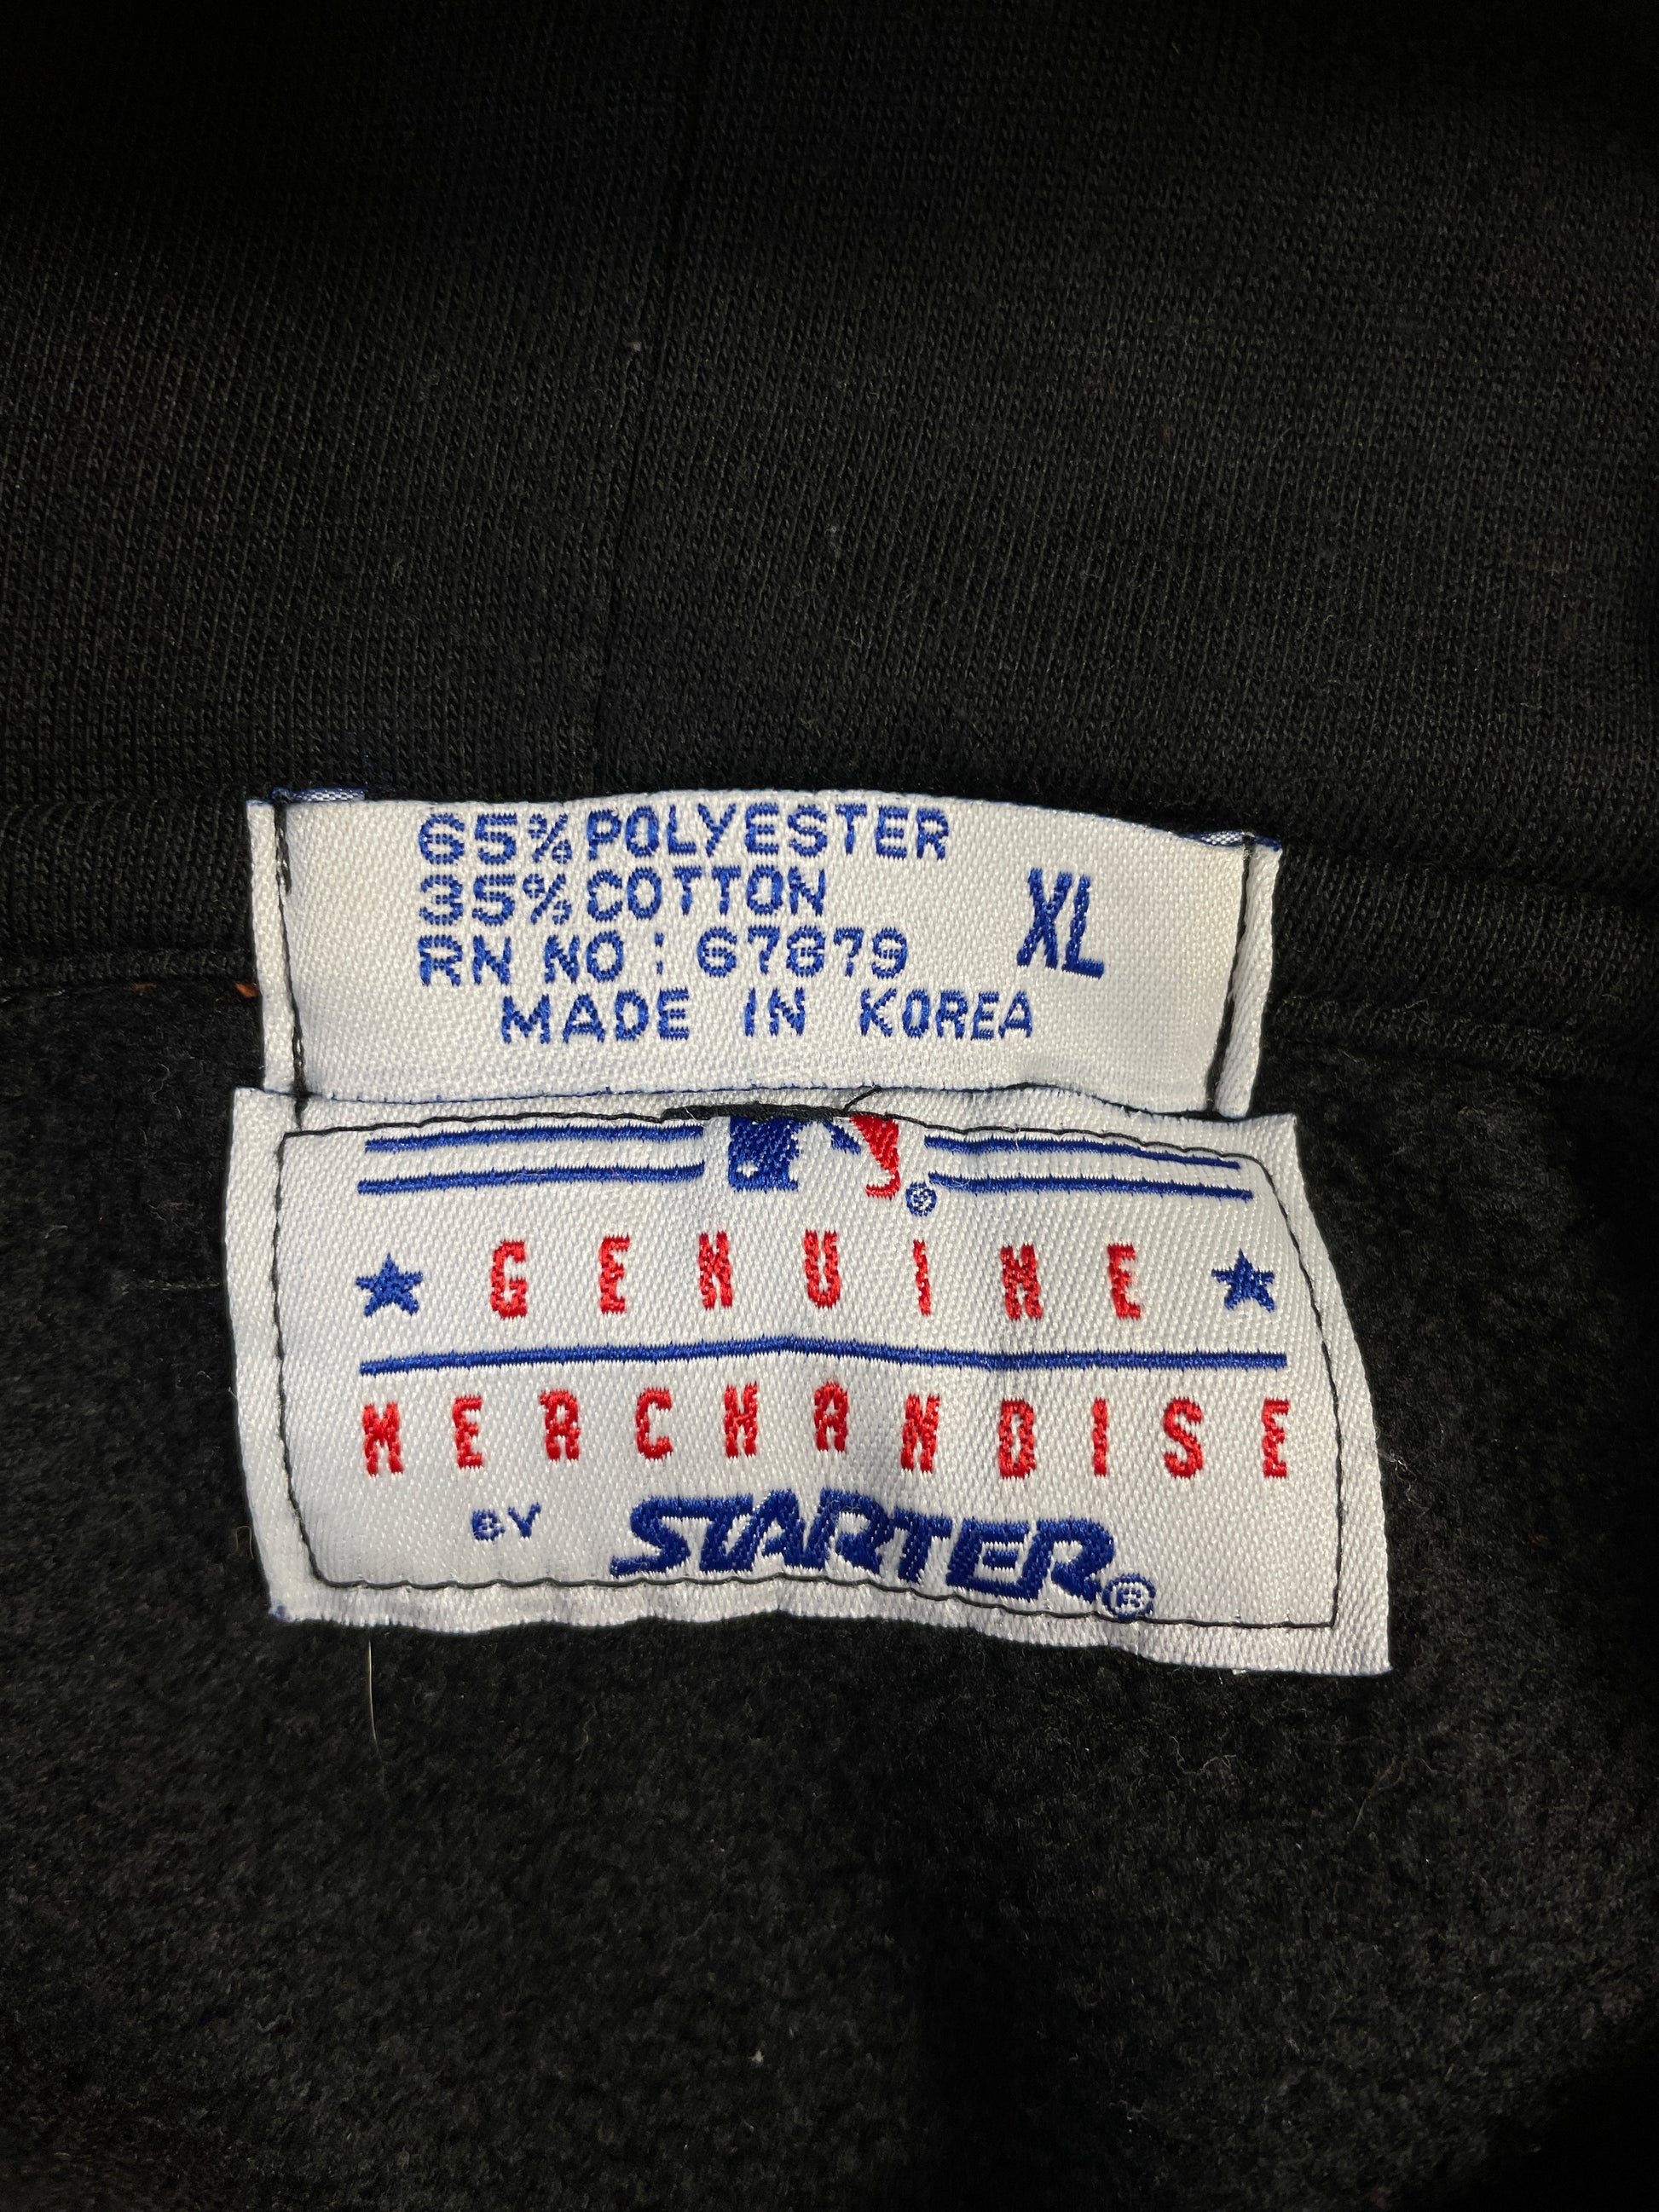 65% POLYESTER
35% COTTON
XL
RN NO : 67879
MADE IN KOREA
®
★ GENUINE ★
MERCHANDISE
BY STARTER®